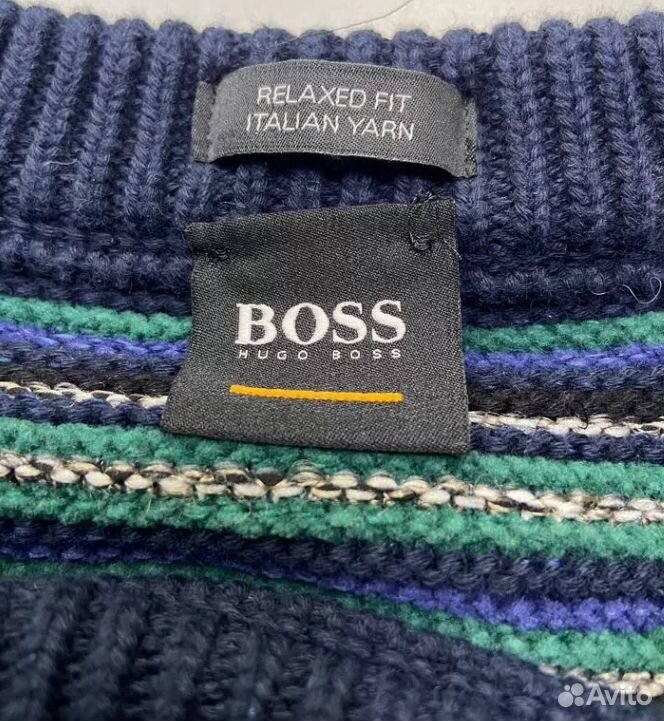 RELAXED FIT
ITALIAN YARN
BOSS
HUGO BOSS
Avito